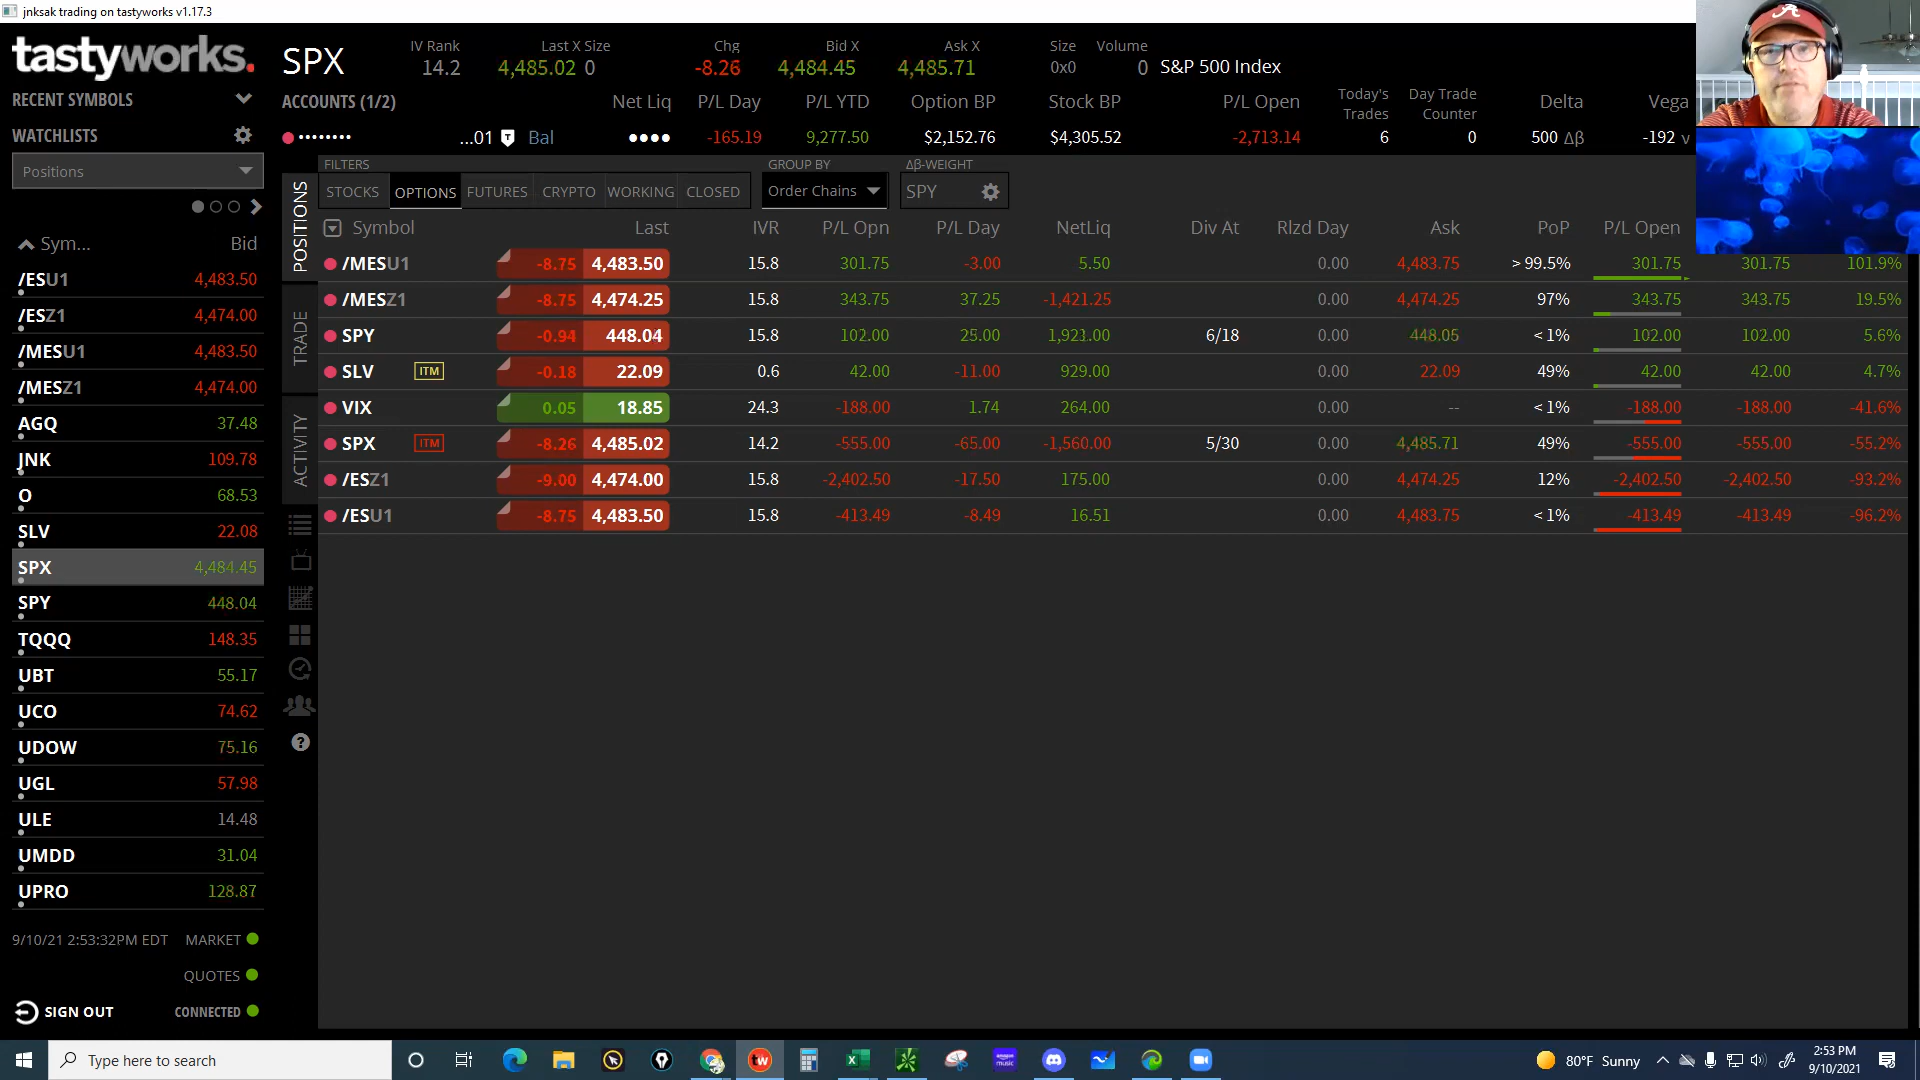 jnksak trading on tastyworks v1.17.3
tastyworks.
SPX
IV Rank
14.2
Last X Size
4,485.02 0
Chg
-8.26
Bid X
4,484.45
Ask X
4,485.71
Size
0x0
Volume
0
S&P 500 Index
RECENT SYMBOLS
ACCOUNTS (1/2)
Net Liq
P/L Day
P/L YTD
Option BP
Stock BP
P/L Open
Today's Trades
Day Trade Counter
Delta
Vega
•••••••• ...01 Bal •••• -165.19 9,277.50 $2,152.76 $4,305.52 -2,713.14 6 0 500 Δβ -192 v
WATCHLISTS
Positions
FILTERS
STOCKS OPTIONS FUTURES CRYPTO WORKING CLOSED
GROUP BY
Order Chains
Δβ-WEIGHT
SPY
POSITIONS
TRADE
ACTIVITY
Symbol Last IVR P/L Opn P/L Day NetLiq Div At Rlzd Day Ask PoP P/L Open
/MESU1 -8.75 4,483.50 15.8 301.75 -3.00 5.50 0.00 4,483.75 > 99.5% 301.75 301.75 101.9%
/MESZ1 -8.75 4,474.25 15.8 343.75 37.25 -1,421.25 0.00 4,474.25 97% 343.75 343.75 19.5%
SPY -0.94 448.04 15.8 102.00 25.00 1,923.00 6/18 0.00 448.05 < 1% 102.00 102.00 5.6%
SLV ITM -0.18 22.09 0.6 42.00 -11.00 929.00 0.00 22.09 49% 42.00 42.00 4.7%
VIX 0.05 18.85 24.3 -188.00 1.74 264.00 0.00 -- < 1% -188.00 -188.00 -41.6%
SPX ITM -8.26 4,485.02 14.2 -555.00 -65.00 -1,560.00 5/30 0.00 4,485.71 49% -555.00 -555.00 -55.2%
/ESZ1 -9.00 4,474.00 15.8 -2,402.50 -17.50 175.00 0.00 4,474.25 12% -2,402.50 -2,402.50 -93.2%
/ESU1 -8.75 4,483.50 15.8 -413.49 -8.49 16.51 0.00 4,483.75 < 1% -413.49 -413.49 -96.2%
Sym... Bid
/ESU1 4,483.50
/ESZ1 4,474.00
/MESU1 4,483.50
/MESZ1 4,474.00
AGQ 37.48
JNK 109.78
O 68.53
SLV 22.08
SPX 4,484.45
SPY 448.04
TQQQ 148.35
UBT 55.17
UCO 74.62
UDOW 75.16
UGL 57.98
ULE 14.48
UMDD 31.04
UPRO 128.87
9/10/21 2:53:32PM EDT MARKET
QUOTES
SIGN OUT CONNECTED
Type here to search
80°F Sunny
2:53 PM
9/10/2021